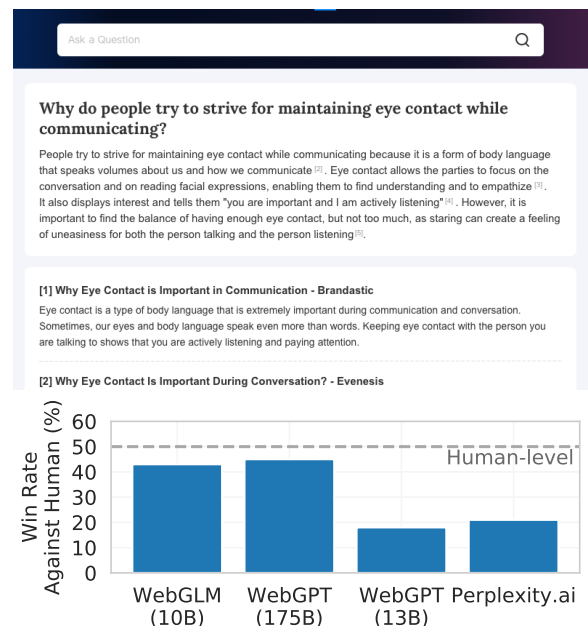 Ask a Question
Why do people try to strive for maintaining eye contact while
communicating?
People try to strive for maintaining eye contact while communicating because it is a form of body language
that speaks volumes about us and how we communicate [2] . Eye contact allows the parties to focus on the
conversation and on reading facial expressions, enabling them to find understanding and to empathize [3] .
It also displays interest and tells them "you are important and I am actively listening" [4] . However, it is
important to find the balance of having enough eye contact, but not too much, as staring can create a feeling
of uneasiness for both the person talking and the person listening[5].
[1] Why Eye Contact is Important in Communication - Brandastic
Eye contact is a type of body language that is extremely important during communication and conversation.
Sometimes, our eyes and body language speak even more than words. Keeping eye contact with the person you
are talking to shows that you are actively listening and paying attention.
[2] Why Eye Contact Is Important During Conversation? - Evenesis
Win Rate
Against Human (%)
60
50
40
30
20
10
0
Human-level
WebGLM
(10B)
WebGPT
(175B)
WebGPT
(13B)
Perplexity.ai